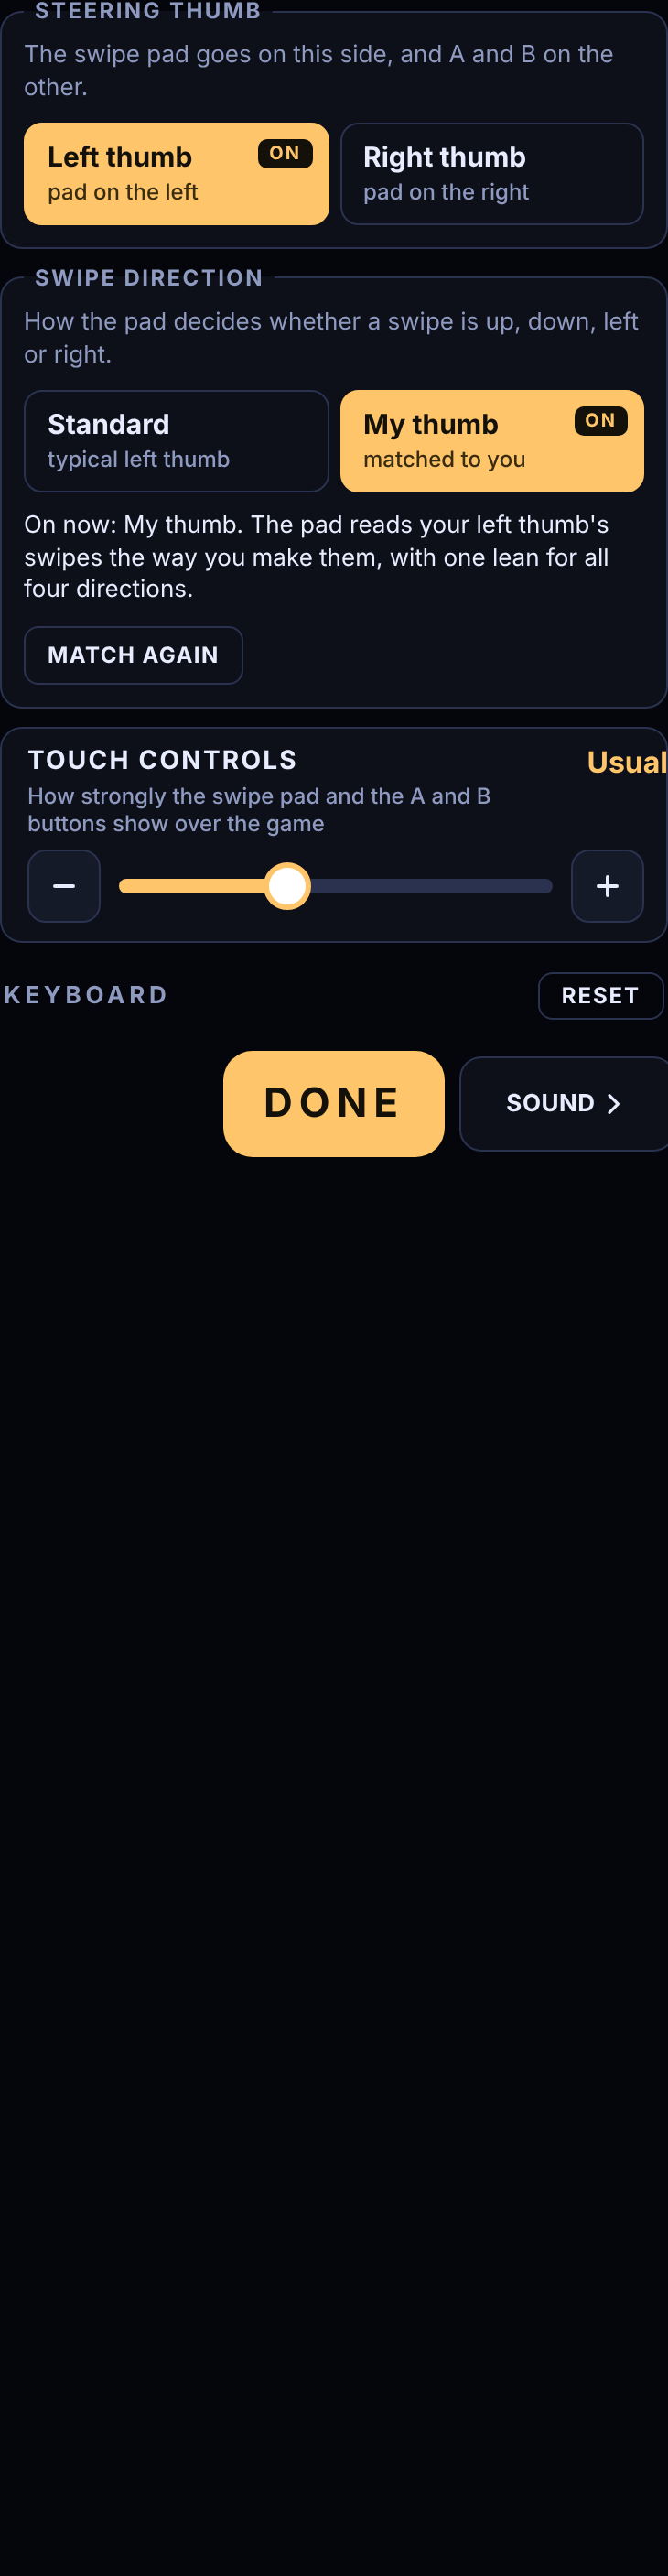 STEERING THUMB
The swipe pad goes on this side, and A and B on the
other.
Left thumb ON
pad on the left
Right thumb
pad on the right
SWIPE DIRECTION
How the pad decides whether a swipe is up, down, left
or right.
Standard
typical left thumb
My thumb ON
matched to you
On now: My thumb. The pad reads your left thumb's
swipes the way you make them, with one lean for all
four directions.
MATCH AGAIN
TOUCH CONTROLS
Usual
How strongly the swipe pad and the A and B
buttons show over the game
KEYBOARD
RESET
DONE
SOUND